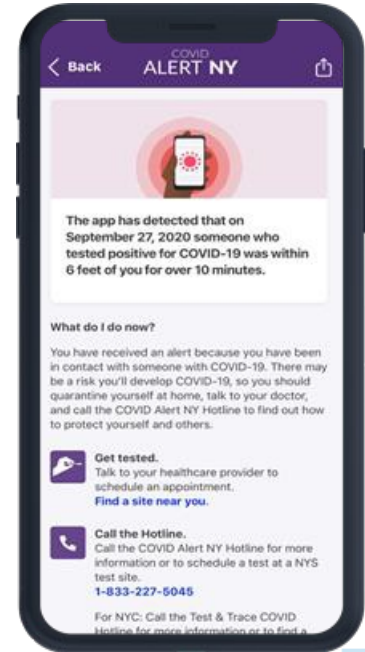 COVID
Back ALERT NY
The app has detected that on
September 27, 2020 someone who
tested positive for COVID-19 was within
6 feet of you for over 10 minutes.
What do I do now?
You have received an alert because you have been
in contact with someone with COVID-19. There may
be a risk you'll develop COVID-19, so you should
quarantine yourself at home, talk to your doctor,
and call the COVID Alert NY Hotline to find out how
to protect yourself and others.
Get tested.
Talk to your healthcare provider to
schedule an appointment.
Find a site near you.
Call the Hotline.
Call the COVID Alert NY Hotline for more
information or to schedule a test at a NYS
test site.
1-833-227-5045
For NYC: Call the Test & Trace COVID
Hotline for more information or to find a